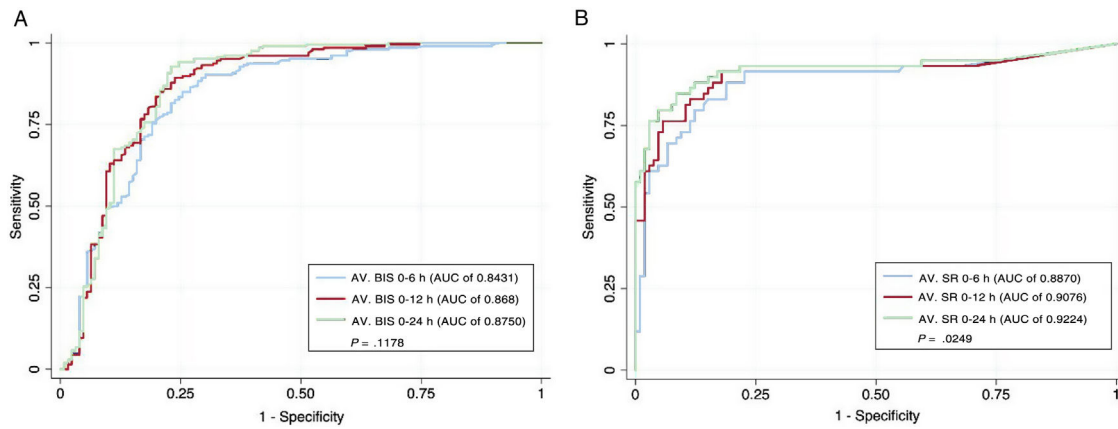 A
Sensitivity
1
0.75
0.50
0.25
0
0
0.25
0.50
0.75
1
1 - Specificity
AV. BIS 0-6 h (AUC of 0.8431)
AV. BIS 0-12 h (AUC of 0.868)
AV. BIS 0-24 h (AUC of 0.8750)
P = .1178
B
Sensitivity
1
0.75
0.50
0.25
0
0
0.25
0.50
0.75
1
1 - Specificity
AV. SR 0-6 h (AUC of 0.8870)
AV. SR 0-12 h (AUC of 0.9076)
AV. SR 0-24 h (AUC of 0.9224)
P = .0249